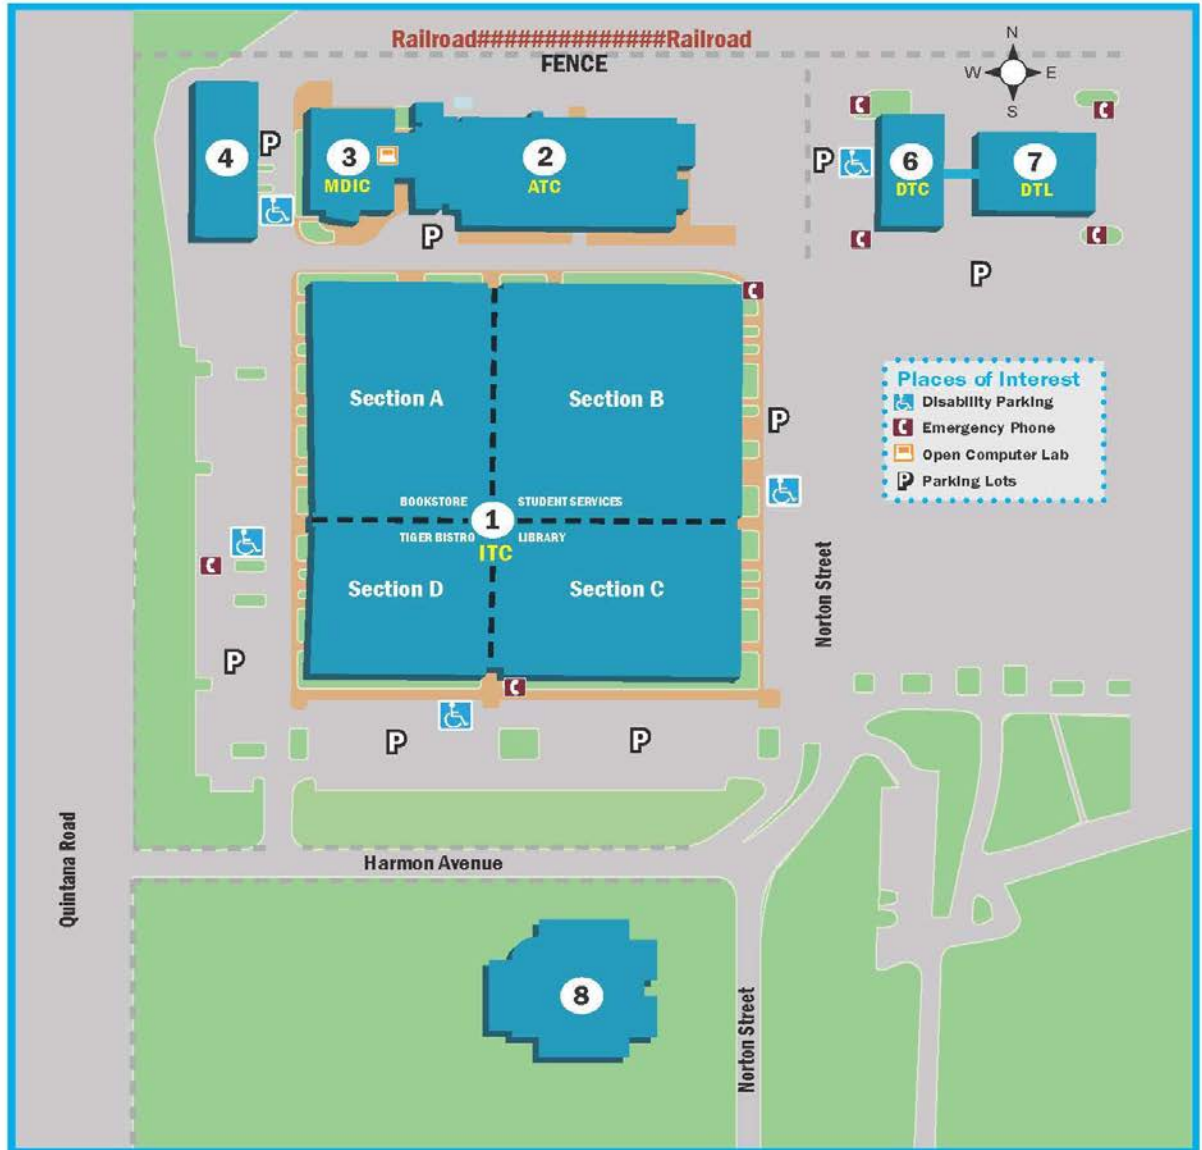 Railroad##############Railroad
FENCE
N
W E
S
4
P
3
MDIC
2
ATC
P
P
6
DTC
7
DTL
P
Section A
Section B
BOOKSTORE
STUDENT SERVICES
1
ITC
TIGER BISTRO
LIBRARY
Section D
Section C
P
P
P
P
Places of Interest
Disability Parking
Emergency Phone
Open Computer Lab
P Parking Lots
Norton Street
Quintana Road
Harmon Avenue
8
Norton Street